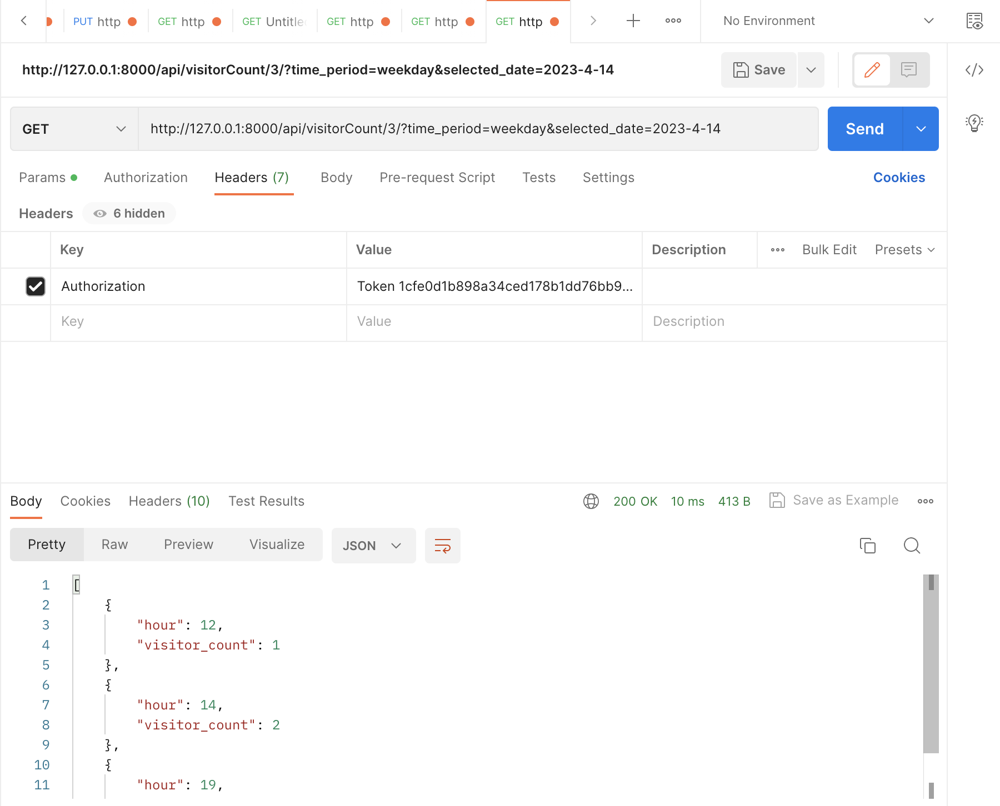 PUT http GET http GET Untitle GET http GET http GET http No Environment
http://127.0.0.1:8000/api/visitorCount/3/?time_period=weekday&selected_date=2023-4-14 Save
GET http://127.0.0.1:8000/api/visitorCount/3/?time_period=weekday&selected_date=2023-4-14 Send
Params Authorization Headers (7) Body Pre-request Script Tests Settings Cookies
Headers 6 hidden
Key Value Description Bulk Edit Presets
Authorization Token 1cfe0d1b898a34ced178b1dd76bb9...
Key Value Description
Body Cookies Headers (10) Test Results 200 OK 10 ms 413 B Save as Example
Pretty Raw Preview Visualize JSON
1 [
2 {
3 "hour": 12,
4 "visitor_count": 1
5 },
6 {
7 "hour": 14,
8 "visitor_count": 2
9 },
10 {
11 "hour": 19,